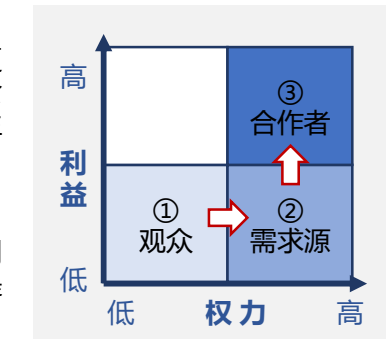 高
③
合作者
利
益
①
观众
②
需求源
低
低
权力
高